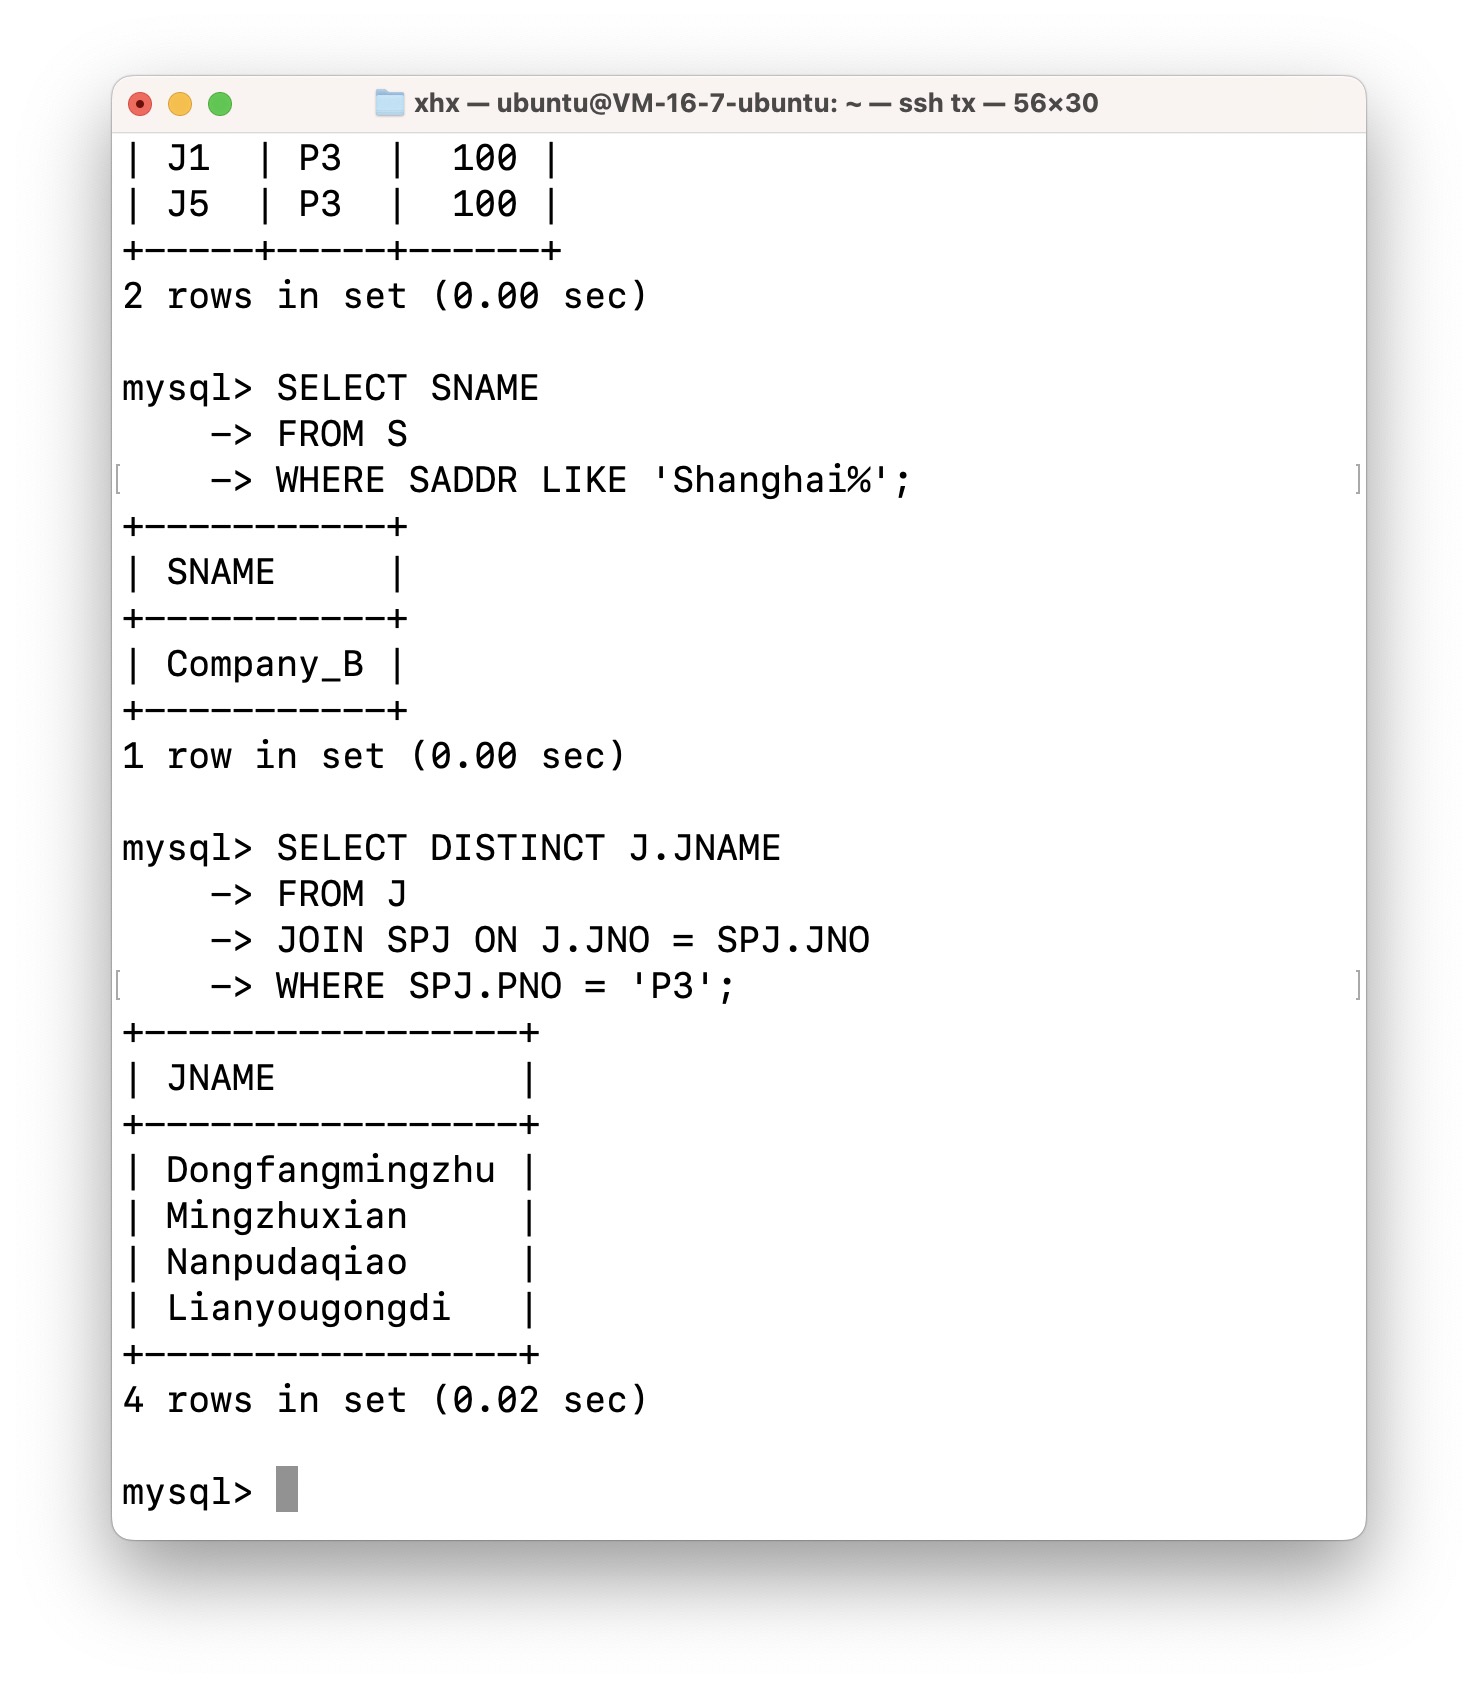 xhx — ubuntu@VM-16-7-ubuntu: ~ — ssh tx — 56×30
| J1  | P3  |  100 |
| J5  | P3  |  100 |
+-----+-----+------+
2 rows in set (0.00 sec)

mysql> SELECT SNAME
    -> FROM S
[    -> WHERE SADDR LIKE 'Shanghai%';                    ]
+-----------+
| SNAME     |
+-----------+
| Company_B |
+-----------+
1 row in set (0.00 sec)

mysql> SELECT DISTINCT J.JNAME
    -> FROM J
    -> JOIN SPJ ON J.JNO = SPJ.JNO
[    -> WHERE SPJ.PNO = 'P3';                            ]
+-----------------+
| JNAME           |
+-----------------+
| Dongfangmingzhu |
| Mingzhuxian     |
| Nanpudaqiao     |
| Lianyougongdi   |
+-----------------+
4 rows in set (0.02 sec)

mysql>